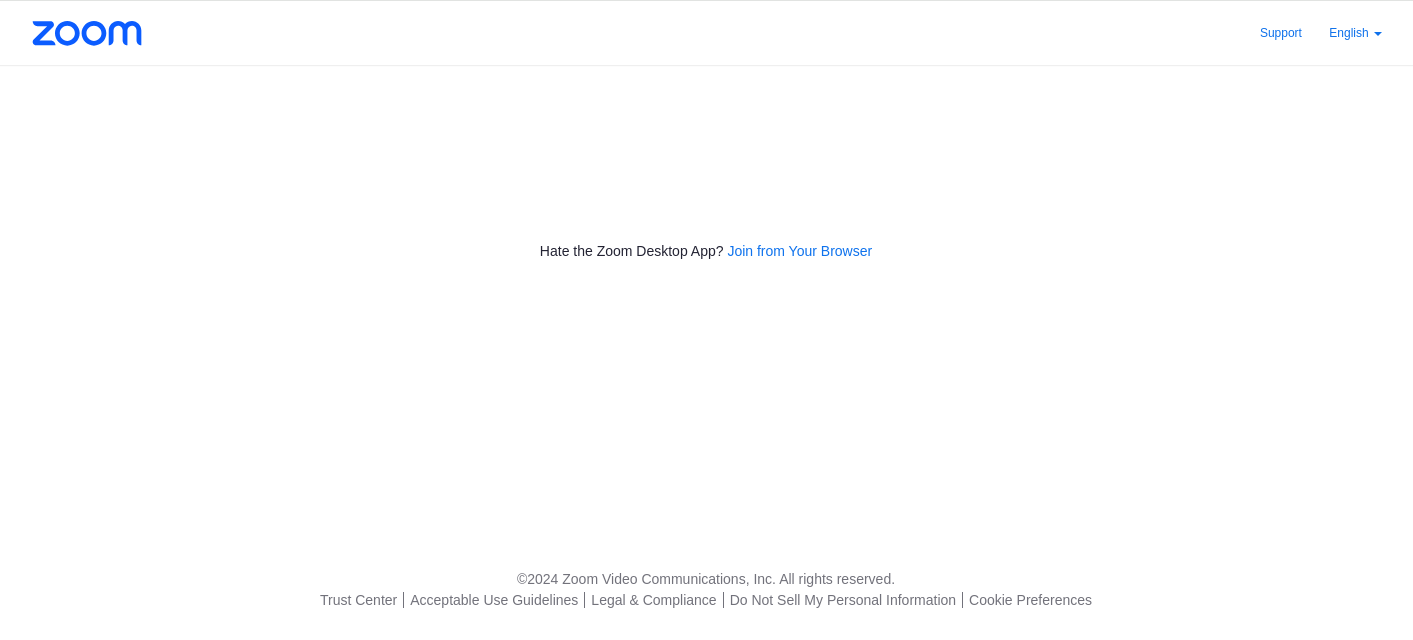 zoom
Support English
Hate the Zoom Desktop App? Join from Your Browser
©2024 Zoom Video Communications, Inc. All rights reserved.
Trust Center | Acceptable Use Guidelines | Legal & Compliance | Do Not Sell My Personal Information | Cookie Preferences